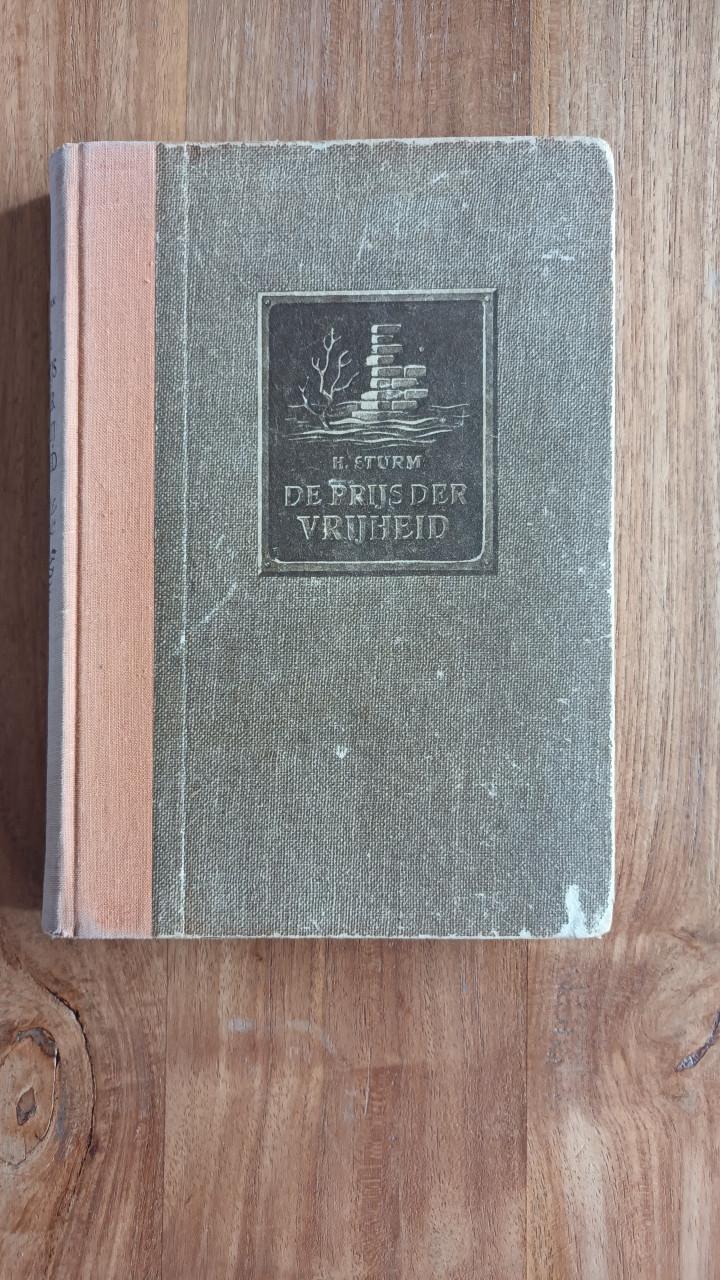 H. STURM
DE PRIJS DER
VRIJHEID